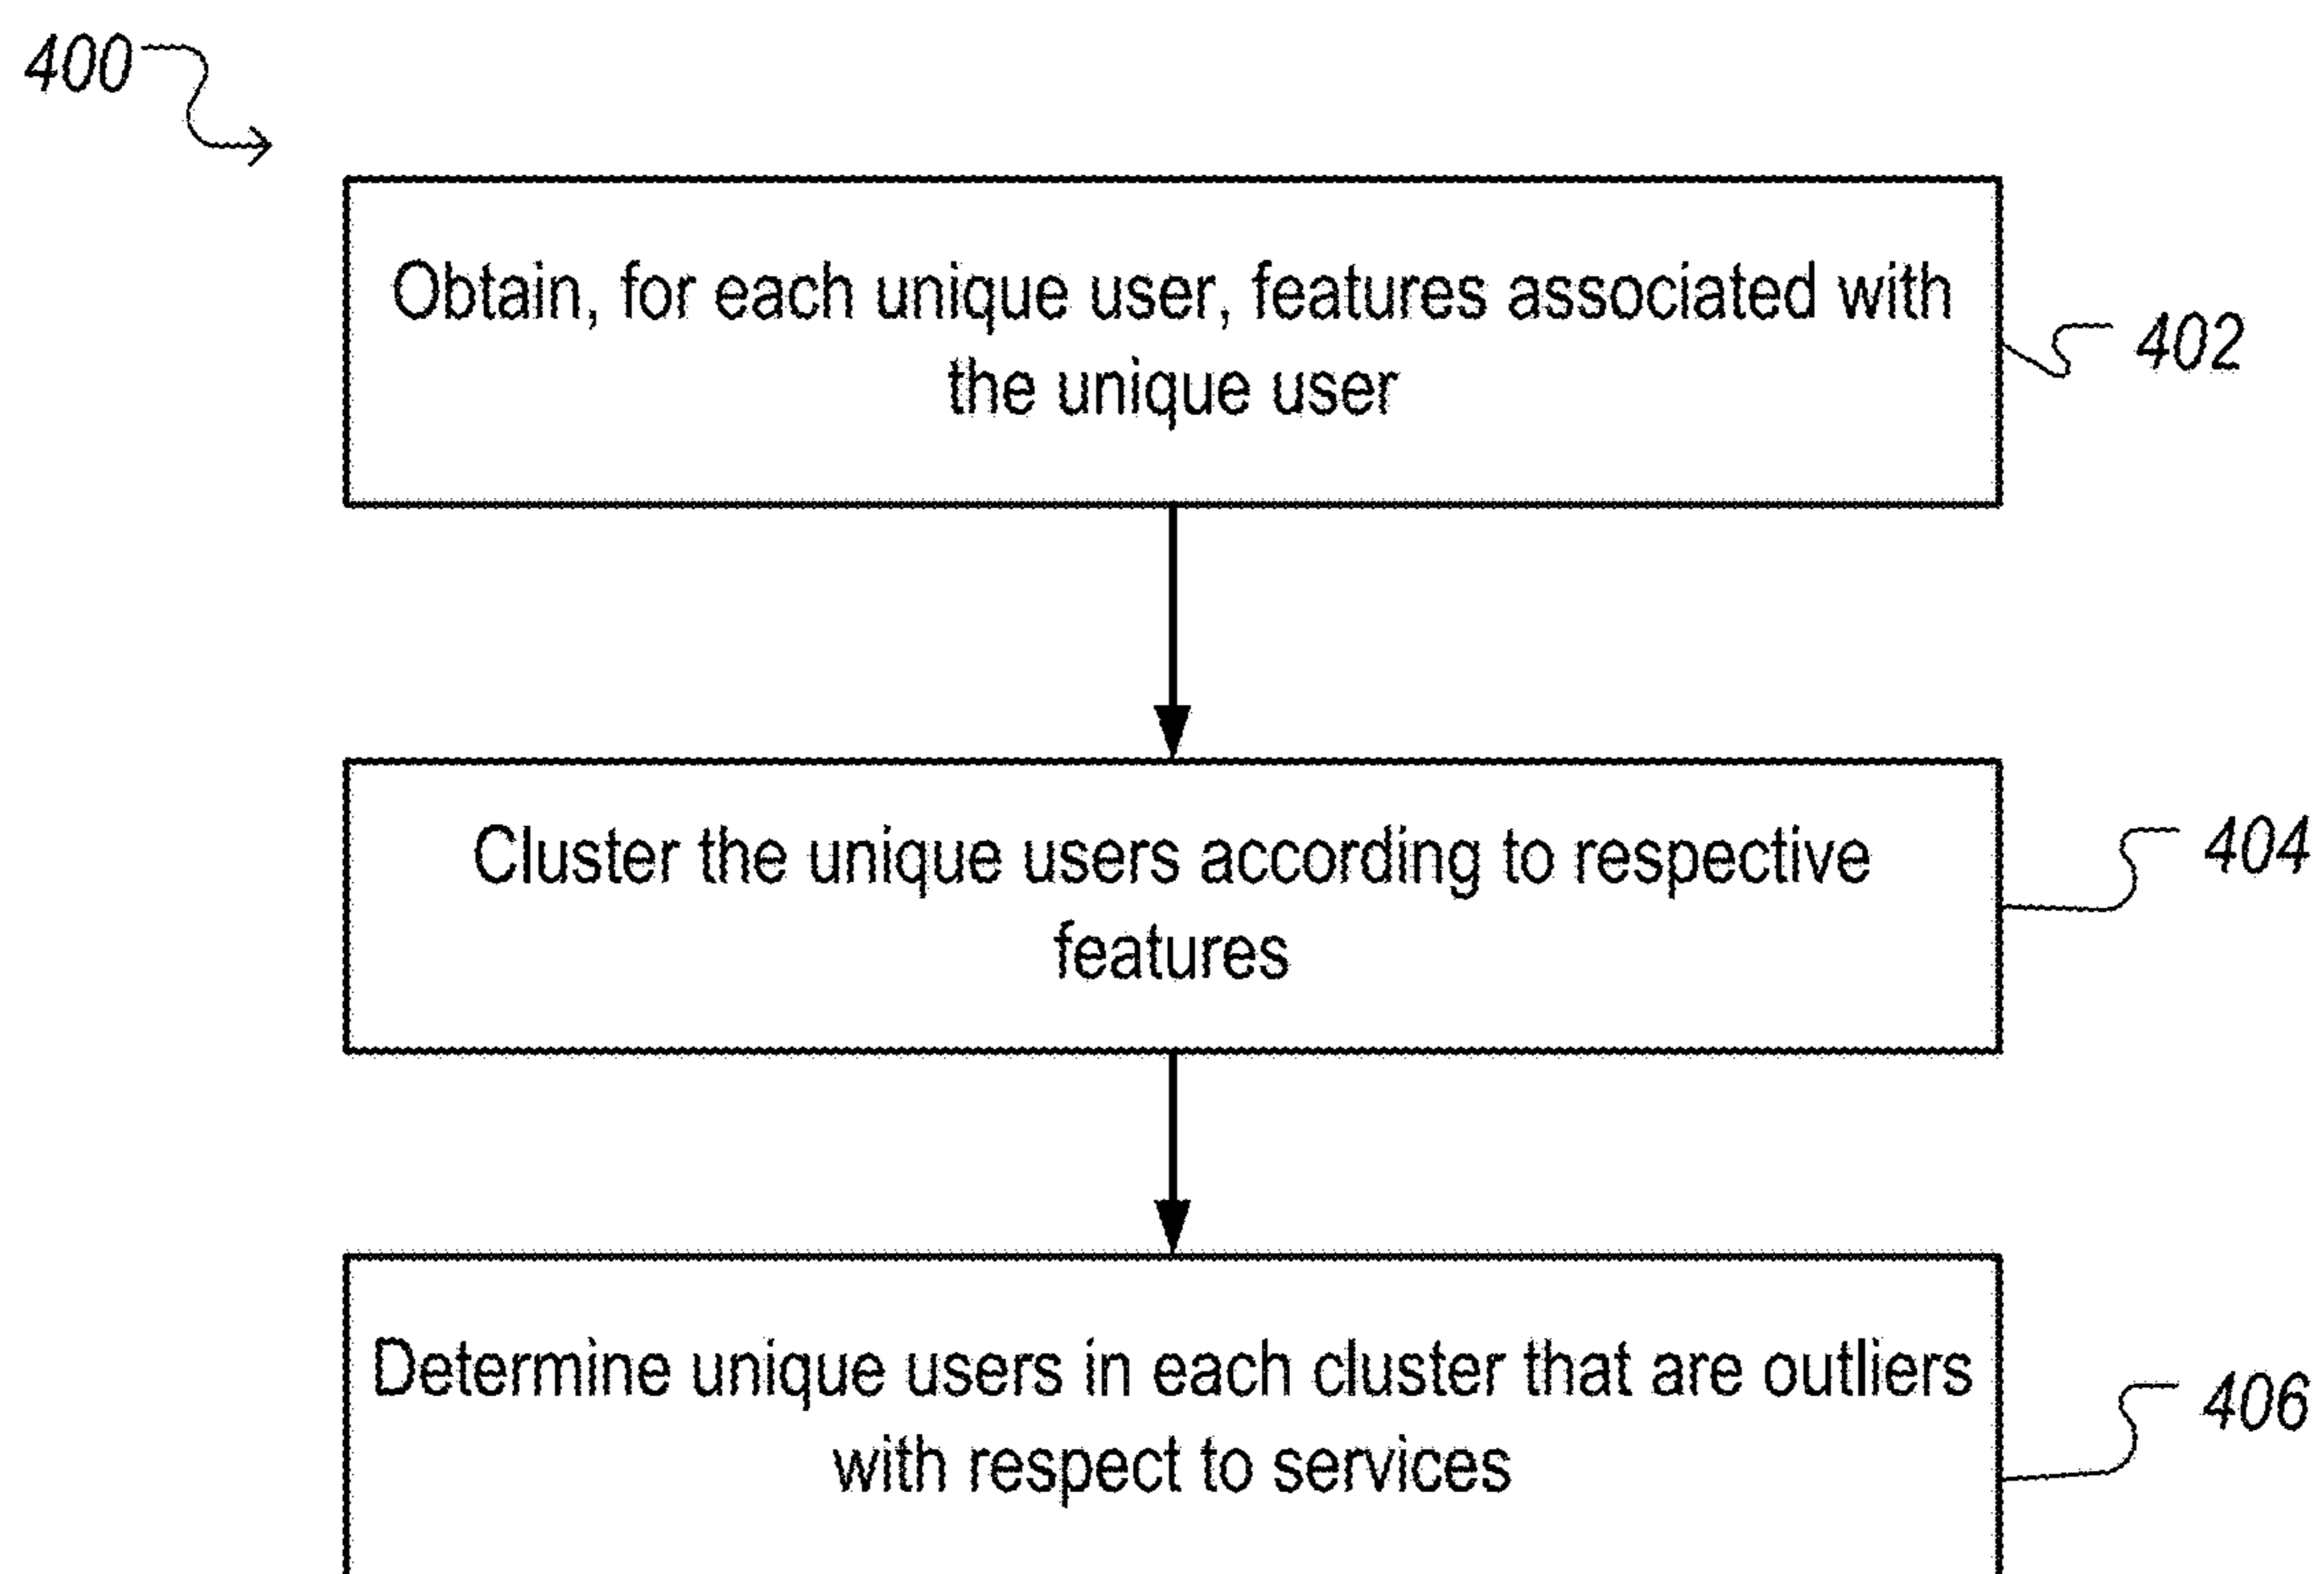 400
Obtain, for each unique user, features associated with
the unique user
402
Cluster the unique users according to respective
features
404
Determine unique users in each cluster that are outliers
with respect to services
406